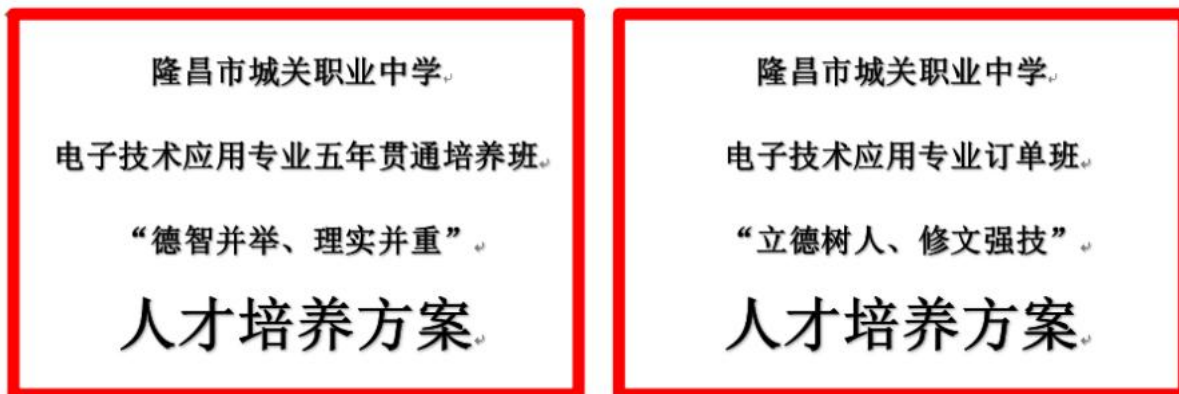 隆昌市城关职业中学
电子技术应用专业五年贯通培养班
“德智并举、理实并重”
人才培养方案
隆昌市城关职业中学
电子技术应用专业订单班
“立德树人、修文强技”
人才培养方案